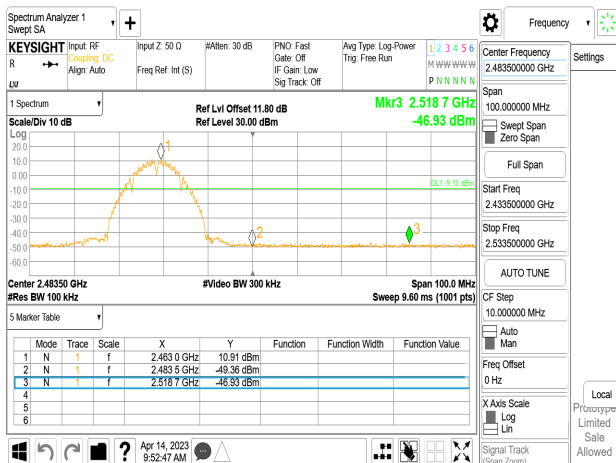 Spectrum Analyzer 1
Swept SA
+
Frequency
KEYSIGHT
R
LXI
Input: RF
Coupling: DC
Align: Auto
Input Z: 50 Ω
Freq Ref: Int (S)
#Atten: 30 dB
PNO: Fast
Gate: Off
IF Gain: Low
Sig Track: Off
Avg Type: Log-Power
Trig: Free Run
1 2 3 4 5 6
M W W W W W
P N N N N N
1 Spectrum
Scale/Div 10 dB
Ref Lvl Offset 11.80 dB
Ref Level 30.00 dBm
Mkr3 2.518 7 GHz
-46.93 dBm
Log
20.0
10.0
0.00
-10.0
-20.0
-30.0
-40.0
-50.0
-60.0
1
2
3
DL1 -9.13 dBm
Center 2.48350 GHz
#Res BW 100 kHz
#Video BW 300 kHz
Span 100.0 MHz
Sweep 9.60 ms (1001 pts)
5 Marker Table
Mode Trace Scale X Y Function Function Width Function Value
1 N 1 f 2.463 0 GHz 10.91 dBm
2 N 1 f 2.483 5 GHz -49.36 dBm
3 N 1 f 2.518 7 GHz -46.93 dBm
4
5
6
?
Apr 14, 2023
9:52:47 AM
Center Frequency
2.483500000 GHz
Span
100.000000 MHz
Swept Span
Zero Span
Full Span
Start Freq
2.433500000 GHz
Stop Freq
2.533500000 GHz
AUTO TUNE
CF Step
10.000000 MHz
Auto
Man
Freq Offset
0 Hz
X Axis Scale
Log
Lin
Signal Track
(Span Zoom)
Settings
Local
Prototype
Limited
Sale
Allowed